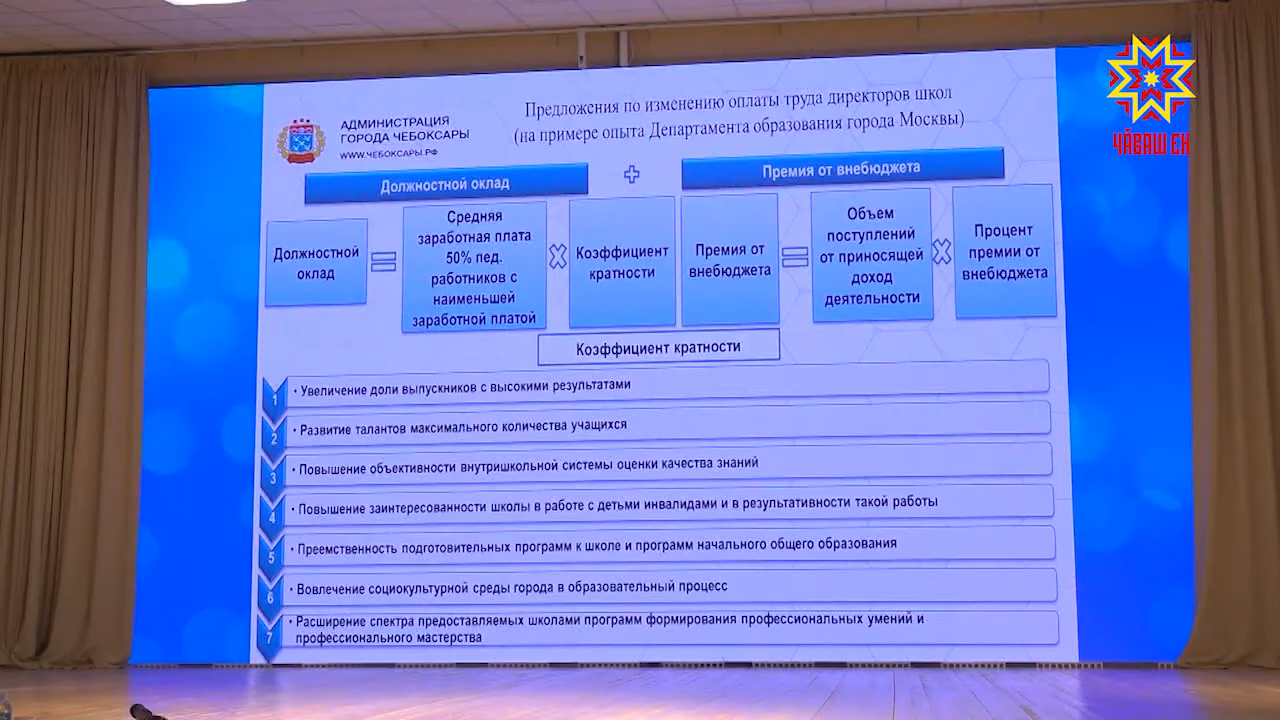 Предложения по изменению оплаты труда директоров школ
(на примере опыта Департамента образования города Москвы)
АДМИНИСТРАЦИЯ
ГОРОДА ЧЕБОКСАРЫ
WWW.ЧЕБОКСАРЫ.РФ
ЧӐВАШ ЕН
Должностной оклад
+
Премия от внебюджета
Должностной
оклад
=
Средняя
заработная плата
50% пед.
работников с
наименьшей
заработной платой
×
Коэффициент
кратности
Премия от
внебюджета
=
Объем
поступлений
от приносящей
доход
деятельности
×
Процент
премии от
внебюджета
Коэффициент кратности
1 • Увеличение доли выпускников с высокими результатами
2 • Развитие талантов максимального количества учащихся
3 • Повышение объективности внутришкольной системы оценки качества знаний
4 • Повышение заинтересованности школы в работе с детьми инвалидами и в результативности такой работы
5 • Преемственность подготовительных программ к школе и программ начального общего образования
6 • Вовлечение социокультурной среды города в образовательный процесс
7 • Расширение спектра предоставляемых школами программ формирования профессиональных умений и
профессионального мастерства